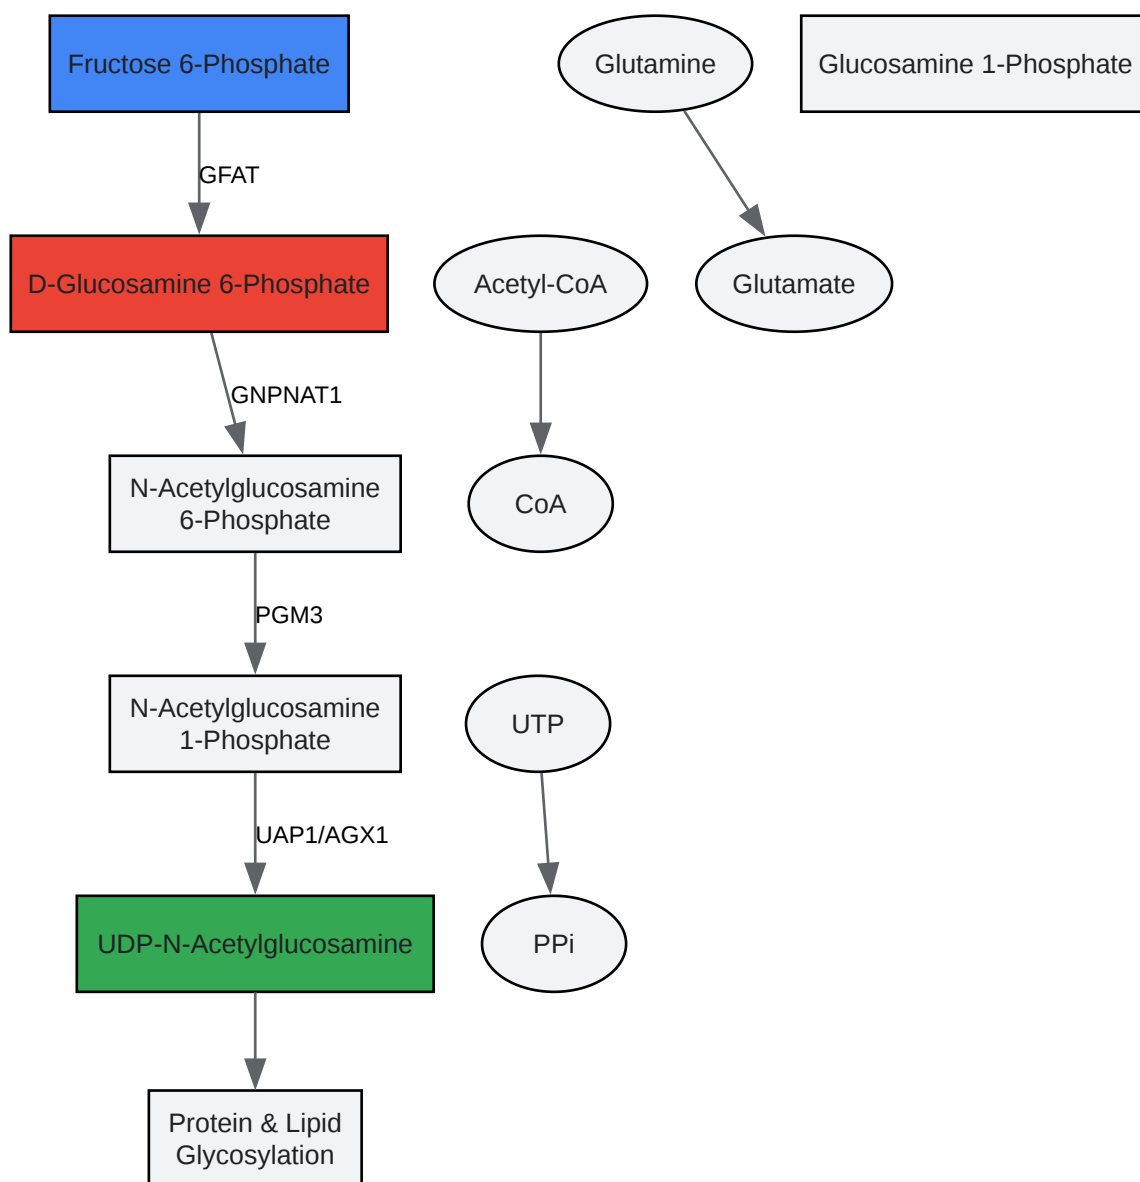 Fructose 6-Phosphate
Glutamine
Glucosamine 1-Phosphate
GFAT
D-Glucosamine 6-Phosphate
Acetyl-CoA
Glutamate
GNPNAT1
N-Acetylglucosamine
6-Phosphate
CoA
PGM3
N-Acetylglucosamine
1-Phosphate
UTP
UAP1/AGX1
UDP-N-Acetylglucosamine
PPi
Protein & Lipid
Glycosylation